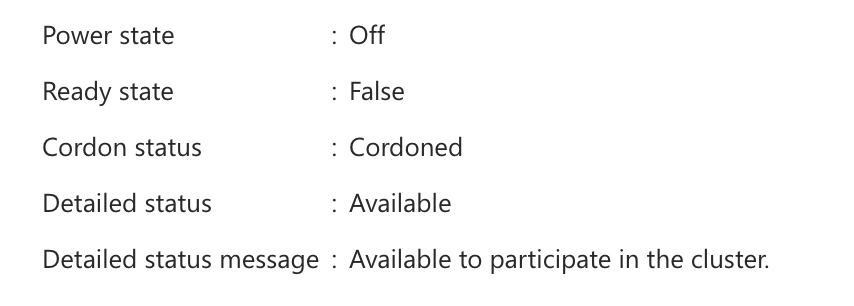 Power state : Off
Ready state : False
Cordon status : Cordoned
Detailed status : Available
Detailed status message : Available to participate in the cluster.